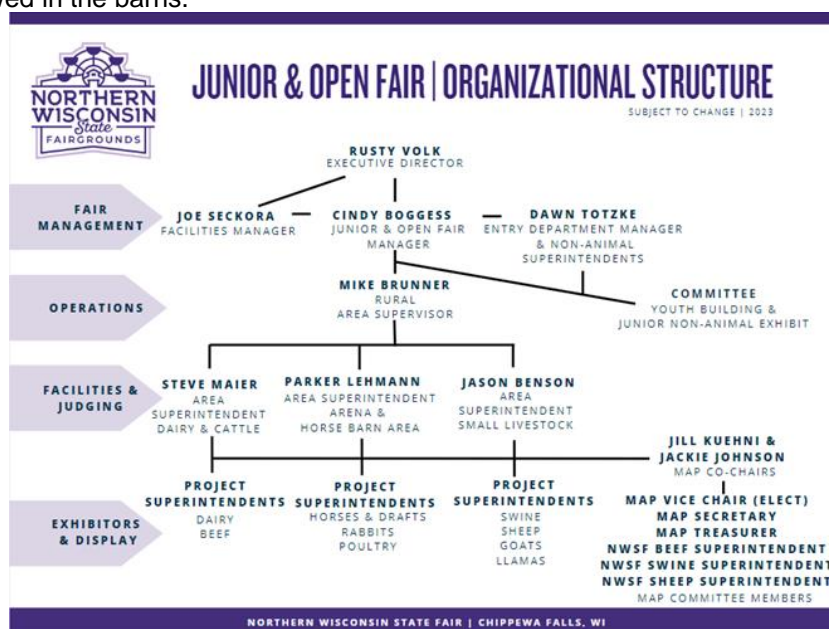 in the barns.
NORTHERN
WISCONSIN
State
FAIRGROUNDS
JUNIOR & OPEN FAIR | ORGANIZATIONAL STRUCTURE
SUBJECT TO CHANGE | 2023
RUSTY VOLK
EXECUTIVE DIRECTOR
FAIR
MANAGEMENT
JOE SECKORA
FACILITIES MANAGER
CINDY BOGGESS
JUNIOR & OPEN FAIR
MANAGER
DAWN TOTZKE
ENTRY DEPARTMENT MANAGER
& NON-ANIMAL
SUPERINTENDENTS
OPERATIONS
MIKE BRUNNER
RURAL
AREA SUPERVISOR
COMMITTEE
YOUTH BUILDING &
JUNIOR NON-ANIMAL EXHIBIT
FACILITIES &
JUDGING
STEVE MAIER
AREA
SUPERINTENDENT
DAIRY & CATTLE
PARKER LEHMANN
AREA SUPERINTENDENT
ARENA &
HORSE BARN AREA
JASON BENSON
AREA
SUPERINTENDENT
SMALL LIVESTOCK
JILL KUEHNI &
JACKIE JOHNSON
MAP CO-CHAIRS
EXHIBITORS
& DISPLAY
PROJECT
SUPERINTENDENTS
DAIRY
BEEF
PROJECT
SUPERINTENDENTS
HORSES & DRAFTS
RABBITS
POULTRY
PROJECT
SUPERINTENDENTS
SWINE
SHEEP
GOATS
LLAMAS
MAP VICE CHAIR (ELECT)
MAP SECRETARY
MAP TREASURER
NWSF BEEF SUPERINTENDENT
NWSF SWINE SUPERINTENDENT
NWSF SHEEP SUPERINTENDENT
MAP COMMITTEE MEMBERS
NORTHERN WISCONSIN STATE FAIR | CHIPPEWA FALLS, WI